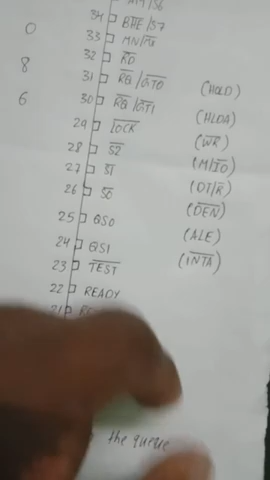 34 BHE/S7
0 33 MN/MX
32 RD
8 31 RQ/GT0 (HOLD)
6 30 RQ/GT1 (HLDA)
29 LOCK (WR)
28 S2 (M/IO)
27 S1 (DT/R)
26 S0 (DEN)
25 QS0 (ALE)
24 QS1 (INTA)
23 TEST
22 READY
21
the queue